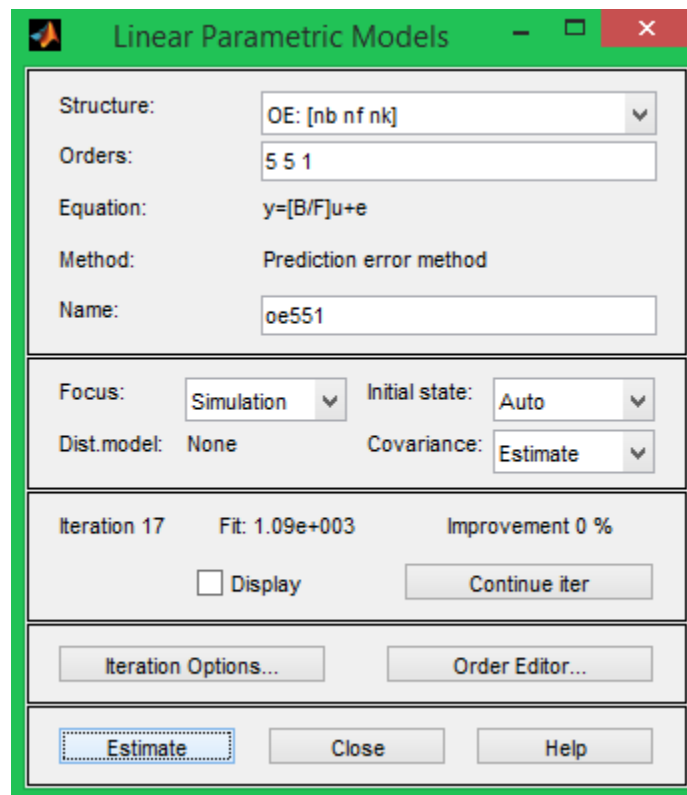 Linear Parametric Models
Structure: OE: [nb nf nk]
Orders: 5 5 1
Equation: y=[B/F]u+e
Method: Prediction error method
Name: oe551
Focus: Simulation Initial state: Auto
Dist.model: None Covariance: Estimate
Iteration 17 Fit: 1.09e+003 Improvement 0 %
Display Continue iter
Iteration Options... Order Editor...
Estimate Close Help